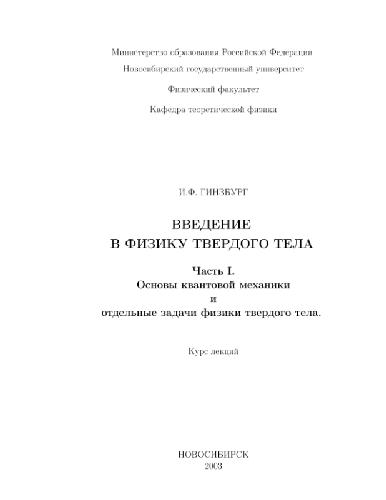 Министерство образования Российской Федерации
Новосибирский государственный университет
Физический факультет
Кафедра теоретической физики
И.Ф. ГИНЗБУРГ
ВВЕДЕНИЕ
В ФИЗИКУ ТВЕРДОГО ТЕЛА
Часть I.
Основы квантовой механики
и
отдельные задачи физики твердого тела.
Курс лекций
НОВОСИБИРСК
2003